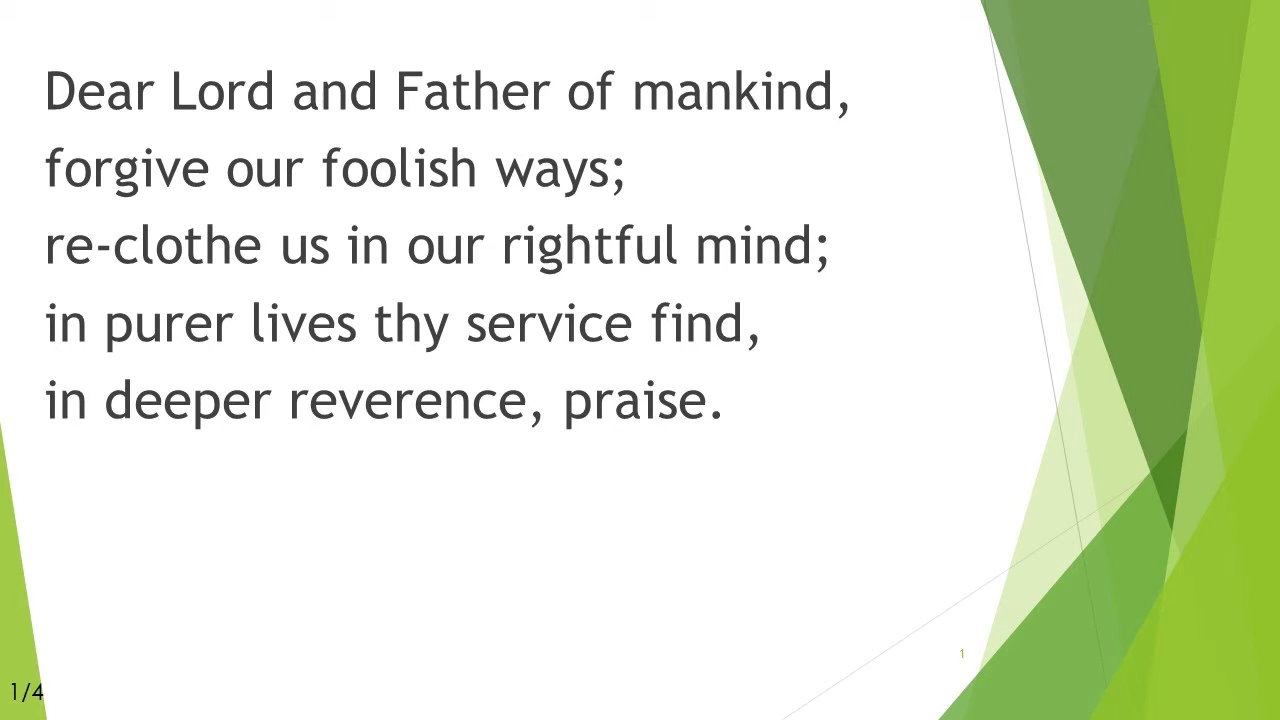 Dear Lord and Father of mankind,
forgive our foolish ways;
re-clothe us in our rightful mind;
in purer lives thy service find,
in deeper reverence, praise.
1
1/4